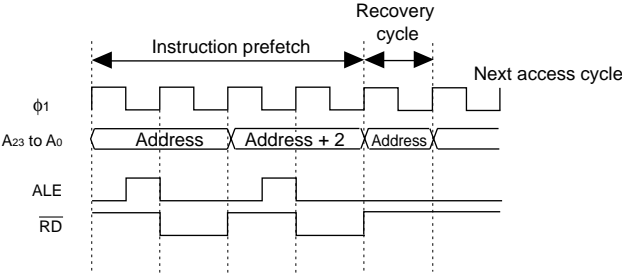 Recovery
cycle
Instruction prefetch
Next access cycle
ϕ1
A23 to A0
Address
Address + 2
Address
ALE
RD